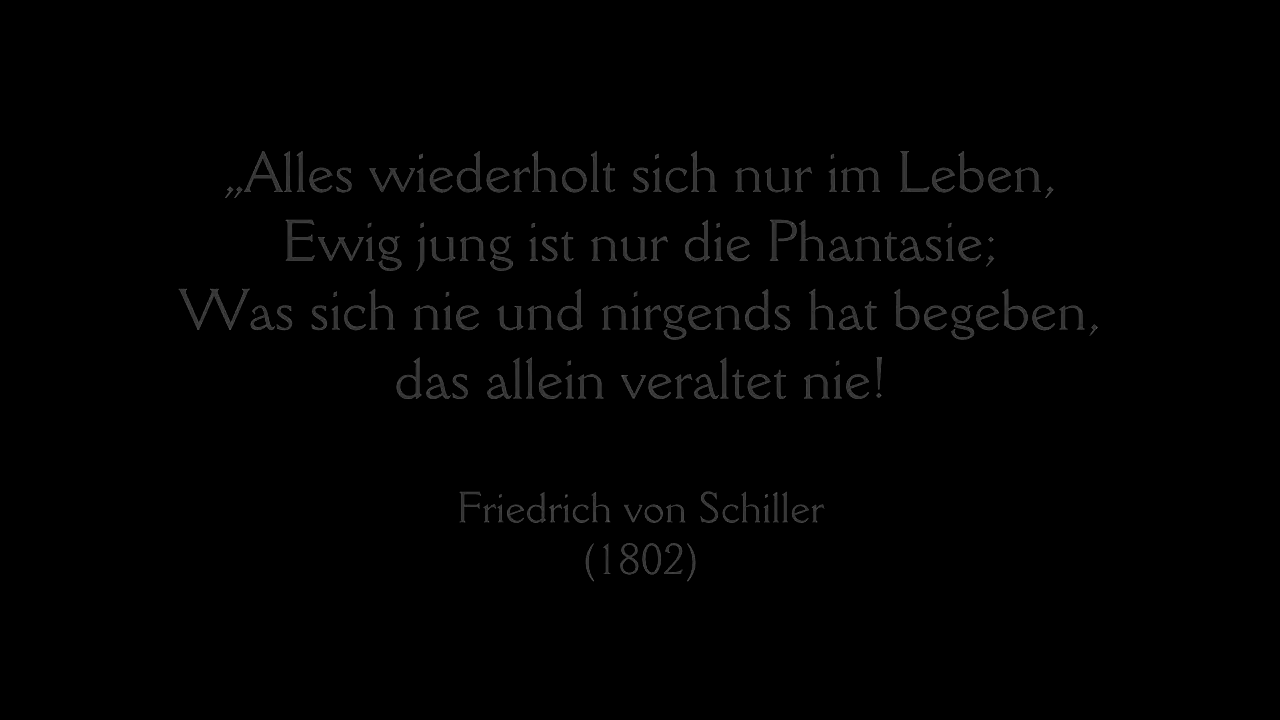 „Alles wiederholt sich nur im Leben,
Ewig jung ist nur die Phantasie;
Was sich nie und nirgends hat begeben,
das allein veraltet nie!
Friedrich von Schiller
(1802)